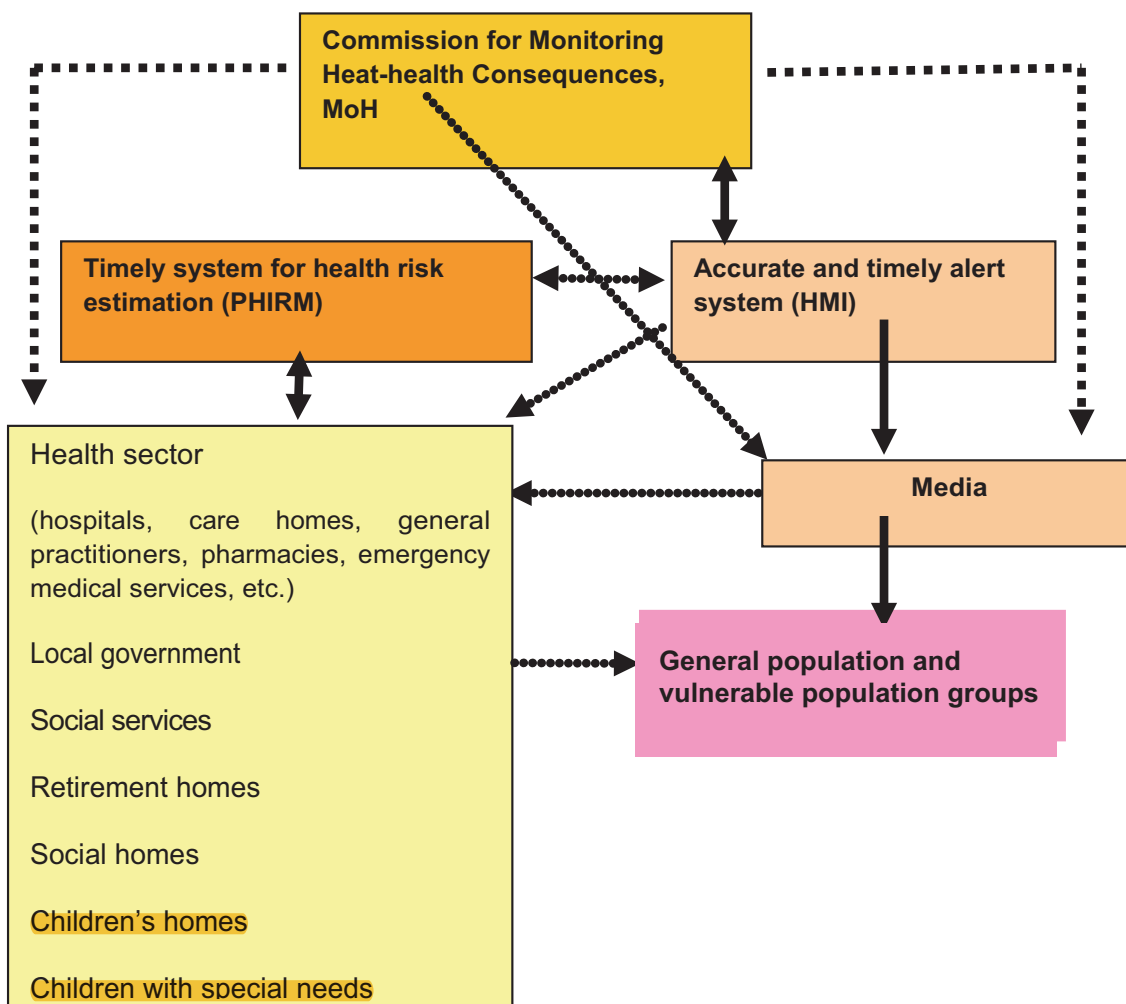 Commission for Monitoring
Heat-health Consequences,
MoH
Timely system for health risk
estimation (PHIRM)
Accurate and timely alert
system (HMI)
Health sector
(hospitals, care homes, general
practitioners, pharmacies, emergency
medical services, etc.)
Local government
Social services
Retirement homes
Social homes
Children’s homes
Children with special needs
Media
General population and
vulnerable population groups